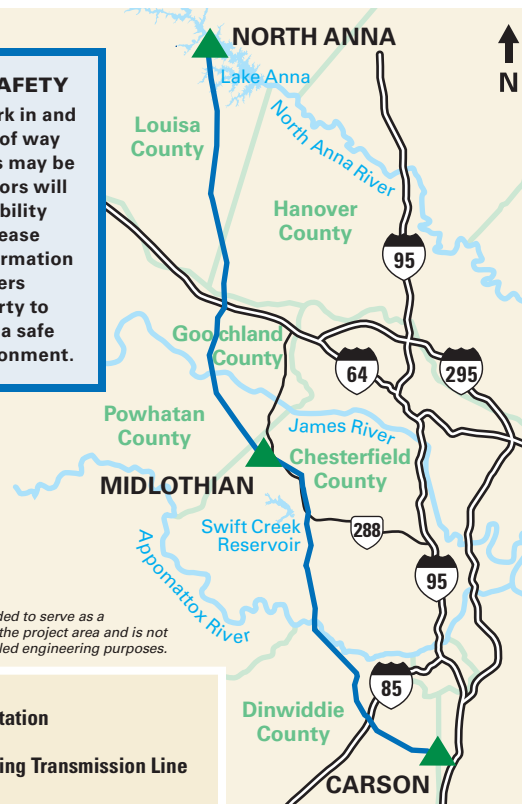 NORTH ANNA
N
Lake Anna
North Anna River
Louisa
County
Hanover
County
AFETY
rk in and
of way
s may be
ors will
bility
ease
ormation
ers
rty to
a safe
onment.
95
Goochland
County
64
295
Powhatan
County
James River
MIDLOTHIAN
Chesterfield
County
Swift Creek
Reservoir
288
Appomattox River
95
ded to serve as a
the project area and is not
led engineering purposes.
85
Dinwiddie
County
tation
ing Transmission Line
CARSON